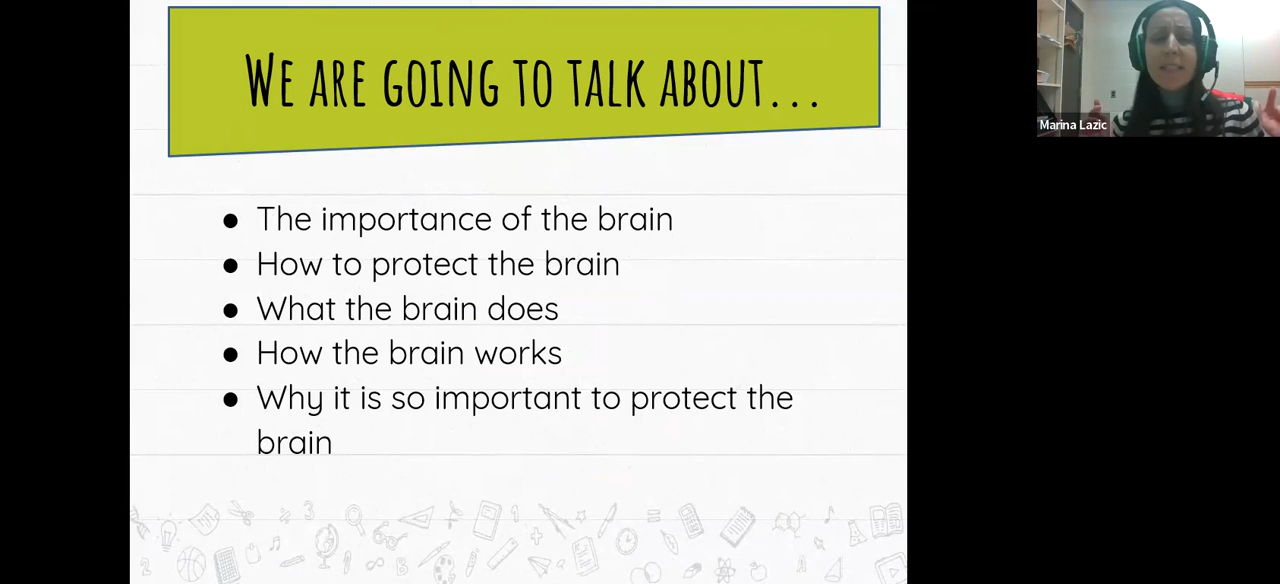 We are going to talk about...
● The importance of the brain
● How to protect the brain
● What the brain does
● How the brain works
● Why it is so important to protect the
brain
Marina Lazic